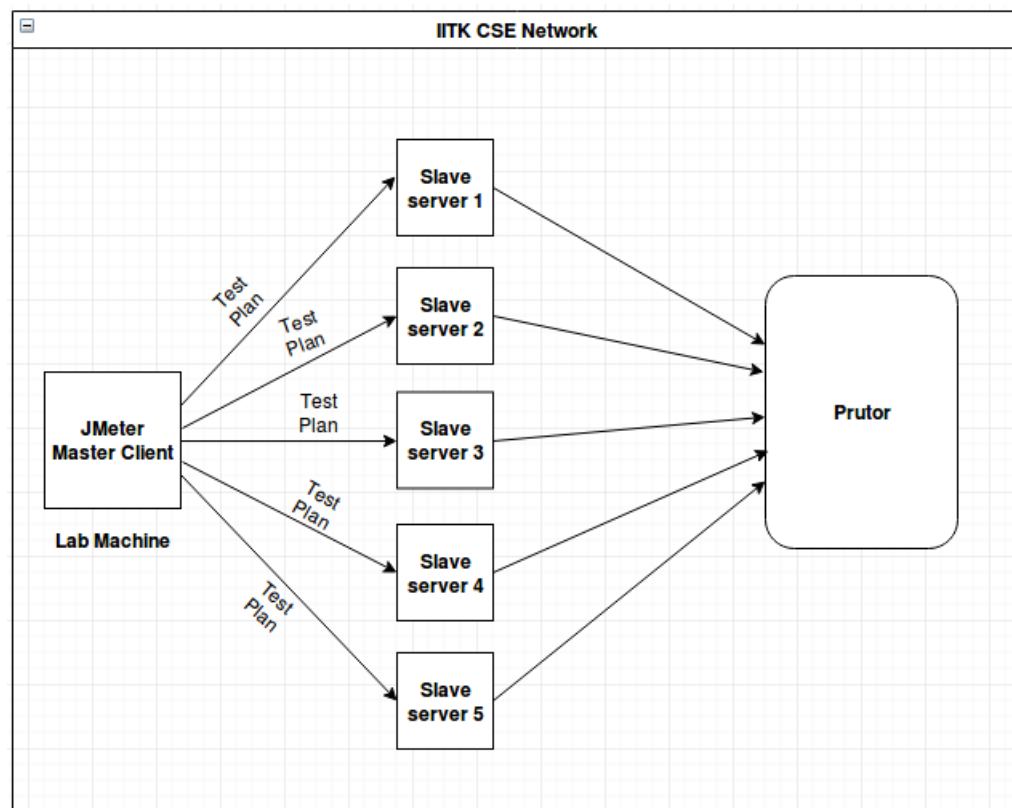 IITK CSE Network
Slave
server 1
Test
Plan
Test
Plan
Slave
server 2
Test
Plan
Slave
server 3
JMeter
Master Client
Lab Machine
Prutor
Test
Plan
Slave
server 4
Test
Plan
Slave
server 5